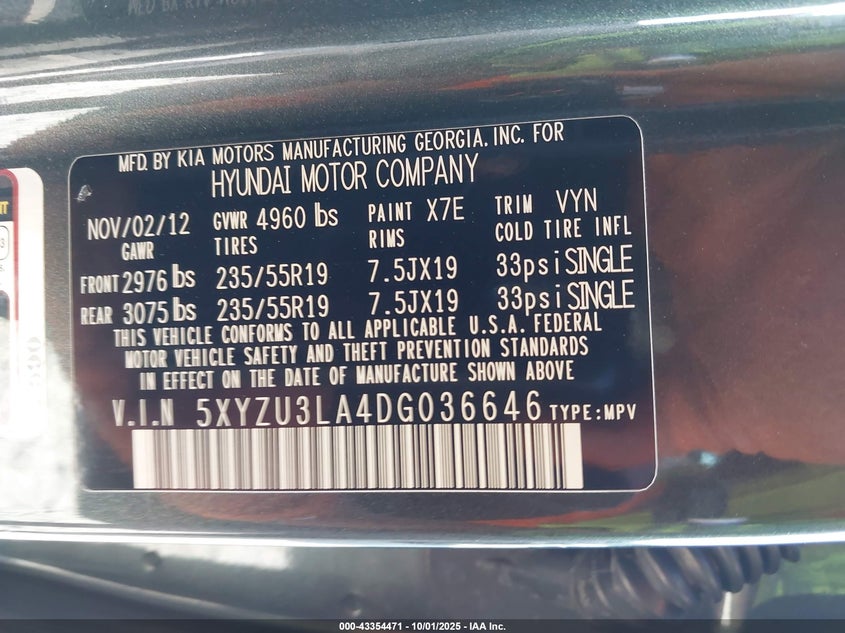 MFD. BY KIA MOTORS MANUFACTURING GEORGIA. INC. FOR
HYUNDAI MOTOR COMPANY
NOV/02/12 GVWR 4960 lbs PAINT X7E TRIM VYN
GAWR TIRES RIMS COLD TIRE INFL
FRONT 2976 lbs 235/55R19 7.5JX19 33psi SINGLE
REAR 3075 lbs 235/55R19 7.5JX19 33psi SINGLE
THIS VEHICLE CONFORMS TO ALL APPLICABLE U.S.A. FEDERAL
MOTOR VEHICLE SAFETY AND THEFT PREVENTION STANDARDS
IN EFFECT ON THE DATE OF MANUFACTURE SHOWN ABOVE
V.I.N 5XYZU3LA4DG036646 TYPE:MPV
000-43354471 - 10/01/2025 - IAA Inc.